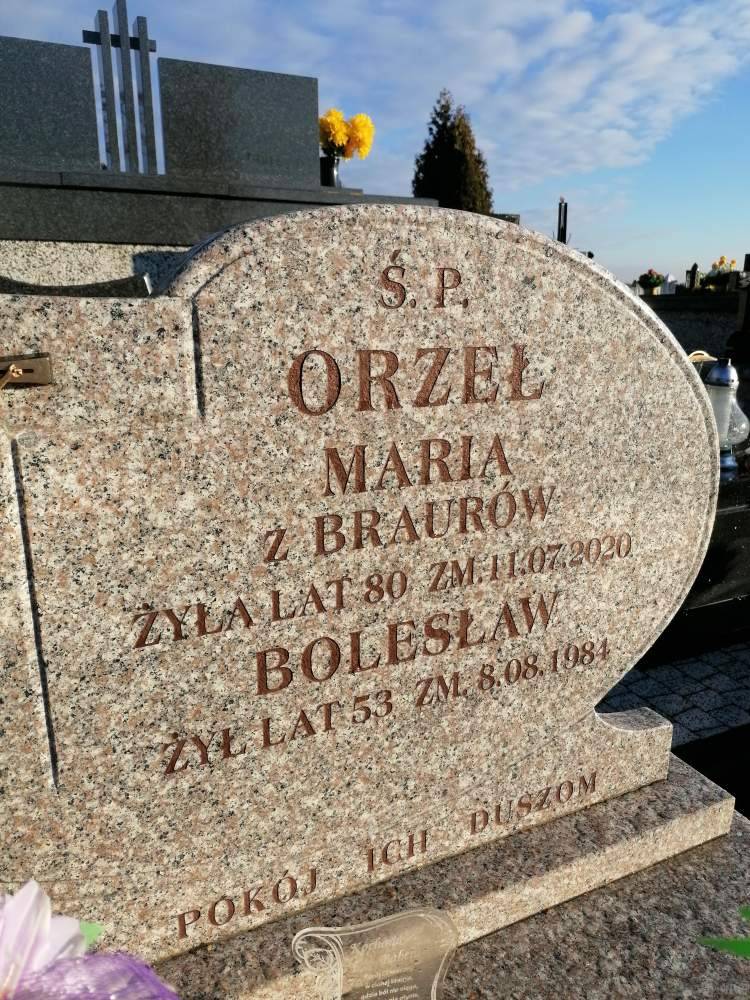 Ś. P.
ORZEŁ
MARIA
Z BRAURÓW
ŻYŁA LAT 80 ZM. 11.07.2020
BOLESŁAW
ŻYŁ LAT 53 ZM. 8.08.1984
POKÓJ ICH DUSZOM